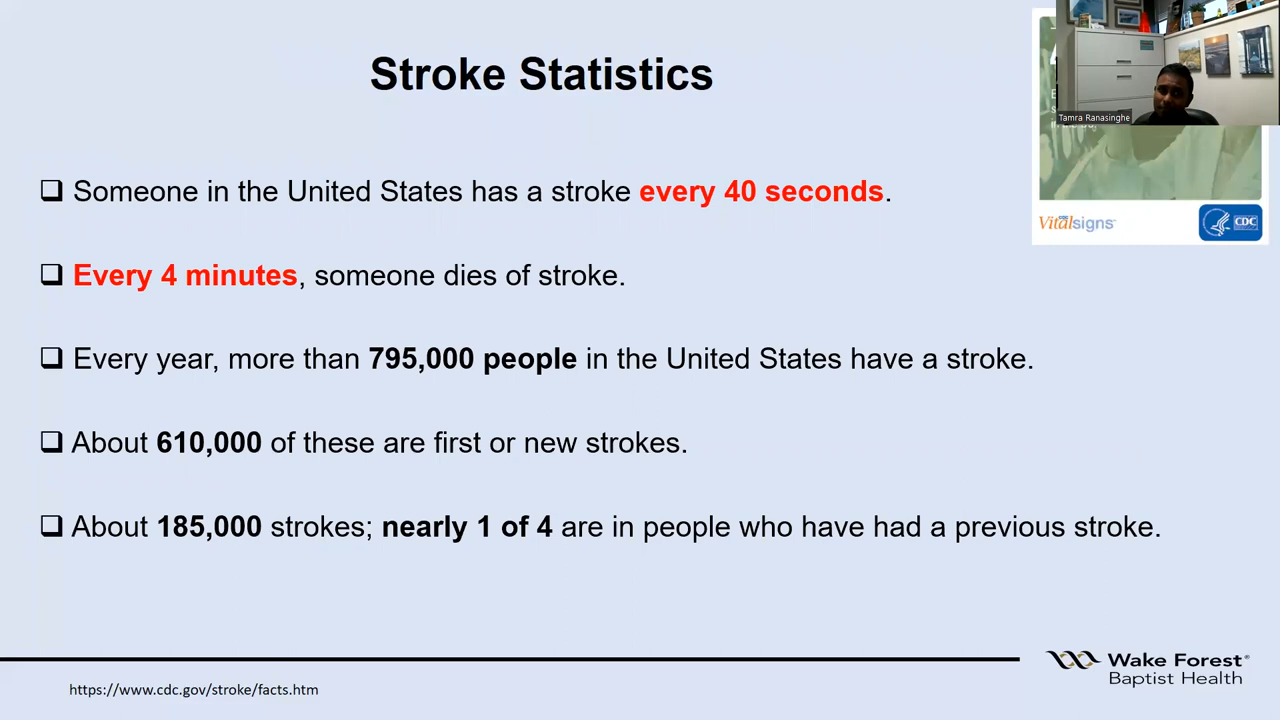 Stroke Statistics
Tamra Ranasinghe
❑ Someone in the United States has a stroke every 40 seconds.
Vitalsigns™
CDC
❑ Every 4 minutes, someone dies of stroke.
❑ Every year, more than 795,000 people in the United States have a stroke.
❑ About 610,000 of these are first or new strokes.
❑ About 185,000 strokes; nearly 1 of 4 are in people who have had a previous stroke.
Wake Forest®
Baptist Health
https://www.cdc.gov/stroke/facts.htm